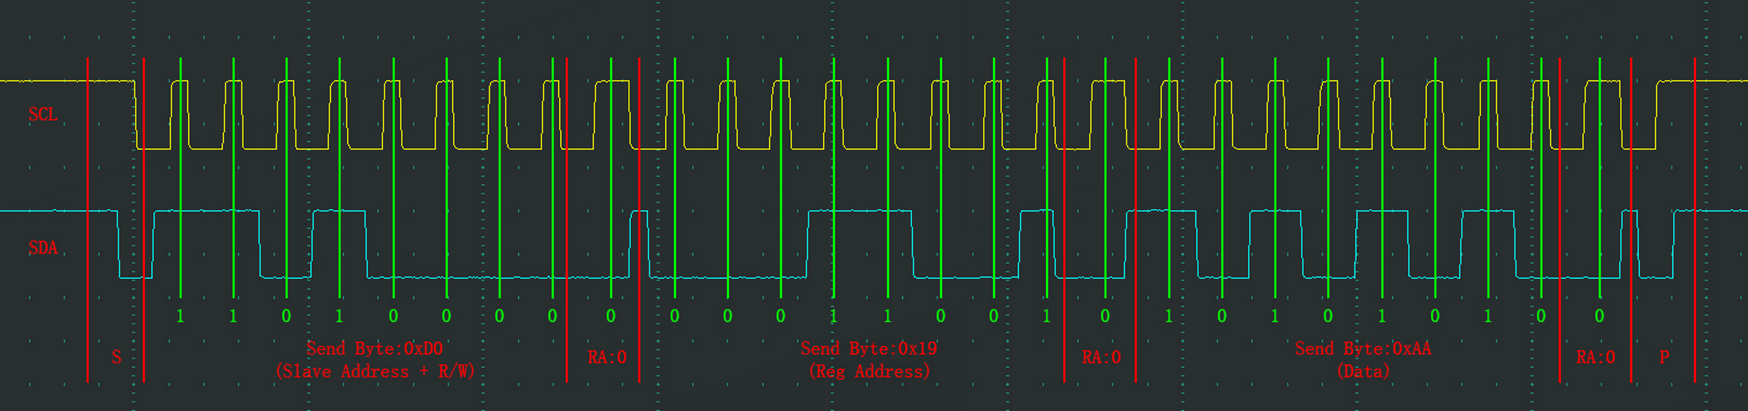 SCL
SDA
1 1 0 1 0 0 0 0 0 0 0 0 1 1 0 0 1 0 1 0 1 0 1 0 1 0 0
S
Send Byte:0xD0
(Slave Address + R/W)
RA:0
Send Byte:0x19
(Reg Address)
RA:0
Send Byte:0xAA
(Data)
RA:0
P